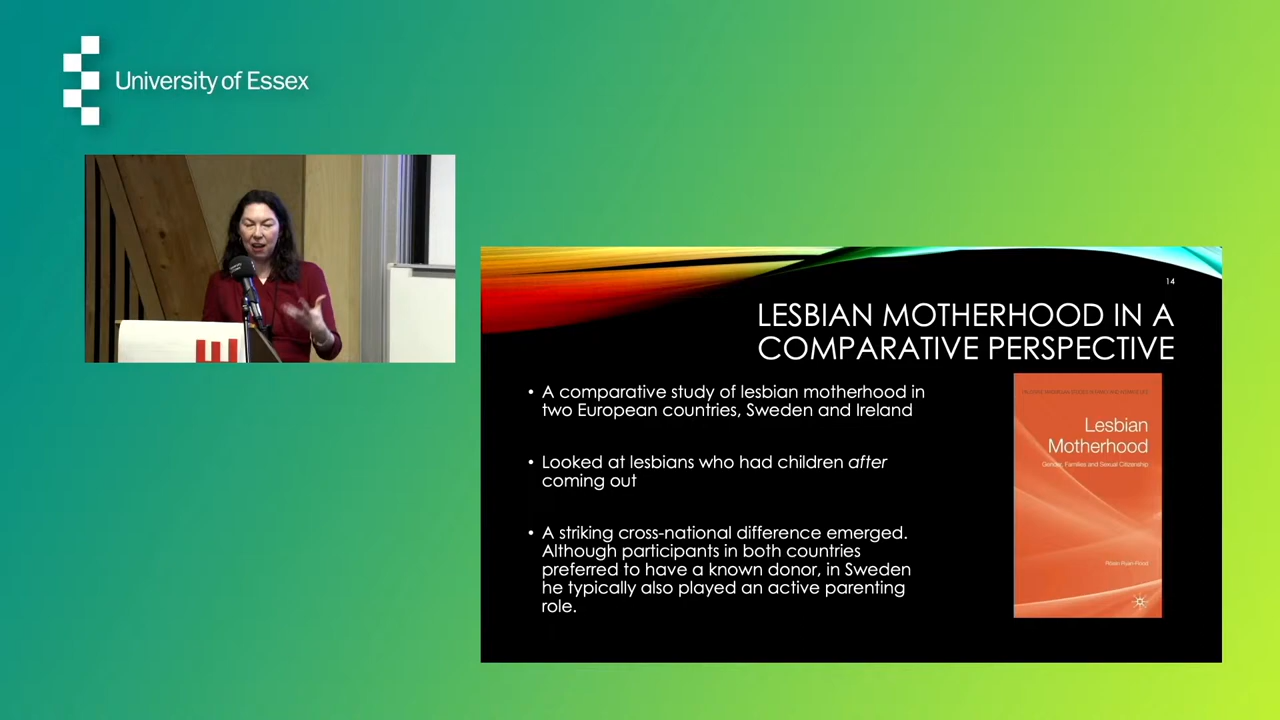 University of Essex
14
LESBIAN MOTHERHOOD IN A
COMPARATIVE PERSPECTIVE
• A comparative study of lesbian motherhood in
two European countries, Sweden and Ireland
• Looked at lesbians who had children after
coming out
• A striking cross-national difference emerged.
Although participants in both countries
preferred to have a known donor, in Sweden
he typically also played an active parenting
role.
Lesbian
Motherhood
Gender, Families and Sexual Citizenship
Róisín Ryan-Flood